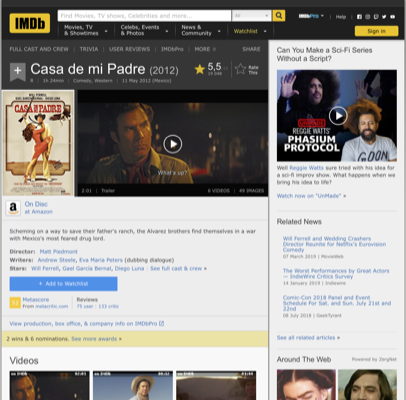 IMDb
Find Movies, TV shows, Celebrities and more...
All
IMDbPro
Help
Movies, TV
& Showtimes
Celebs, Events
& Photos
News &
Community
Watchlist
Sign in
FULL CAST AND CREW | TRIVIA | USER REVIEWS | IMDbPro | MORE
SHARE
Casa de mi Padre (2012)
5,5
Rate
This
1h 24min | Comedy, Western | 11 May 2012 (Mexico)
CASA DE MI PADRE
What's up?
2:01 | Trailer
6 VIDEOS | 49 IMAGES
On Disc
at Amazon
Scheming on a way to save their father's ranch, the Alvarez brothers find themselves in a war
with Mexico's most feared drug lord.
Director: Matt Piedmont
Writers: Andrew Steele, Eva Maria Peters (dubbing dialogue)
Stars: Will Ferrell, Gael García Bernal, Diego Luna | See full cast & crew »
+ Add to Watchlist
Metascore
From metacritic.com
Reviews
75 user | 133 critic
View production, box office, & company info on IMDbPro
2 wins & 6 nominations. See more awards »
Videos
Can You Make a Sci-Fi Series
Without a Script?
REGGIE WATTS'
PHASIUM
PROTOCOL
Well Reggie Watts sure tried with his idea
for a sci-fi improv show. What happens when we
bring his idea to life?
Watch now on "UnMade" »
Related News
Will Ferrell and Wedding Crashers
Director Reunite for Netflix's Eurovision
Comedy
07 March 2019 | MovieWeb
The Worst Performances by Great Actors
— IndieWire Critics Survey
14 January 2019 | Indiewire
Comic-Con 2018 Panel and Event
Schedule For Sat. and Sun. July 21st and
22nd
08 July 2018 | GeekTyrant
See all related articles »
Around The Web
Powered by ZergNet